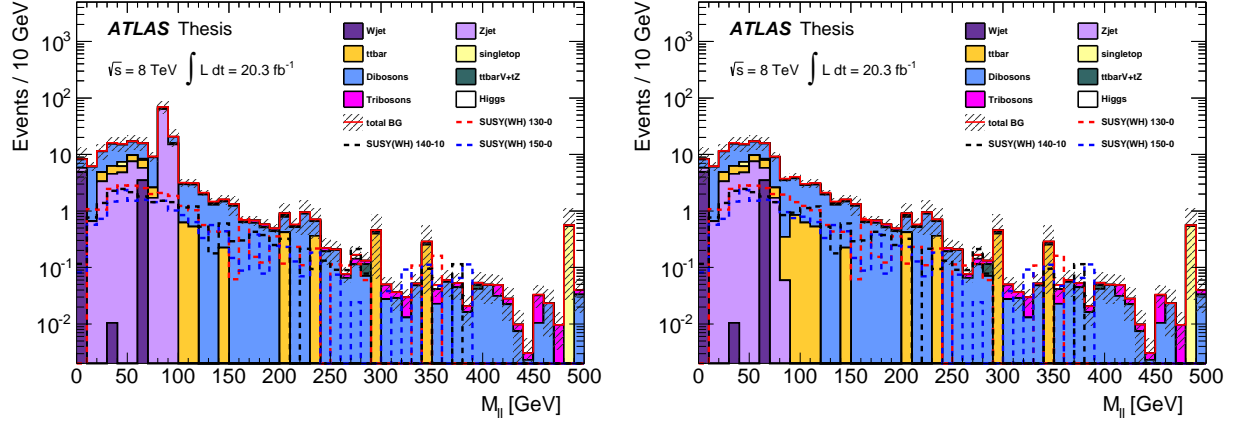 ATLAS Thesis
√s = 8 TeV ∫ L dt = 20.3 fb⁻¹
Wjet
Zjet
ttbar
singletop
Dibosons
ttbarV+tZ
Tribosons
Higgs
total BG
SUSY(WH) 130-0
SUSY(WH) 140-10
SUSY(WH) 150-0
Events / 10 GeV
10³
10²
10
1
10⁻¹
10⁻²
0 50 100 150 200 250 300 350 400 450 500
M_ll [GeV]
ATLAS Thesis
√s = 8 TeV ∫ L dt = 20.3 fb⁻¹
Wjet
Zjet
ttbar
singletop
Dibosons
ttbarV+tZ
Tribosons
Higgs
total BG
SUSY(WH) 130-0
SUSY(WH) 140-10
SUSY(WH) 150-0
Events / 10 GeV
10³
10²
10
1
10⁻¹
10⁻²
0 50 100 150 200 250 300 350 400 450 500
M_ll [GeV]